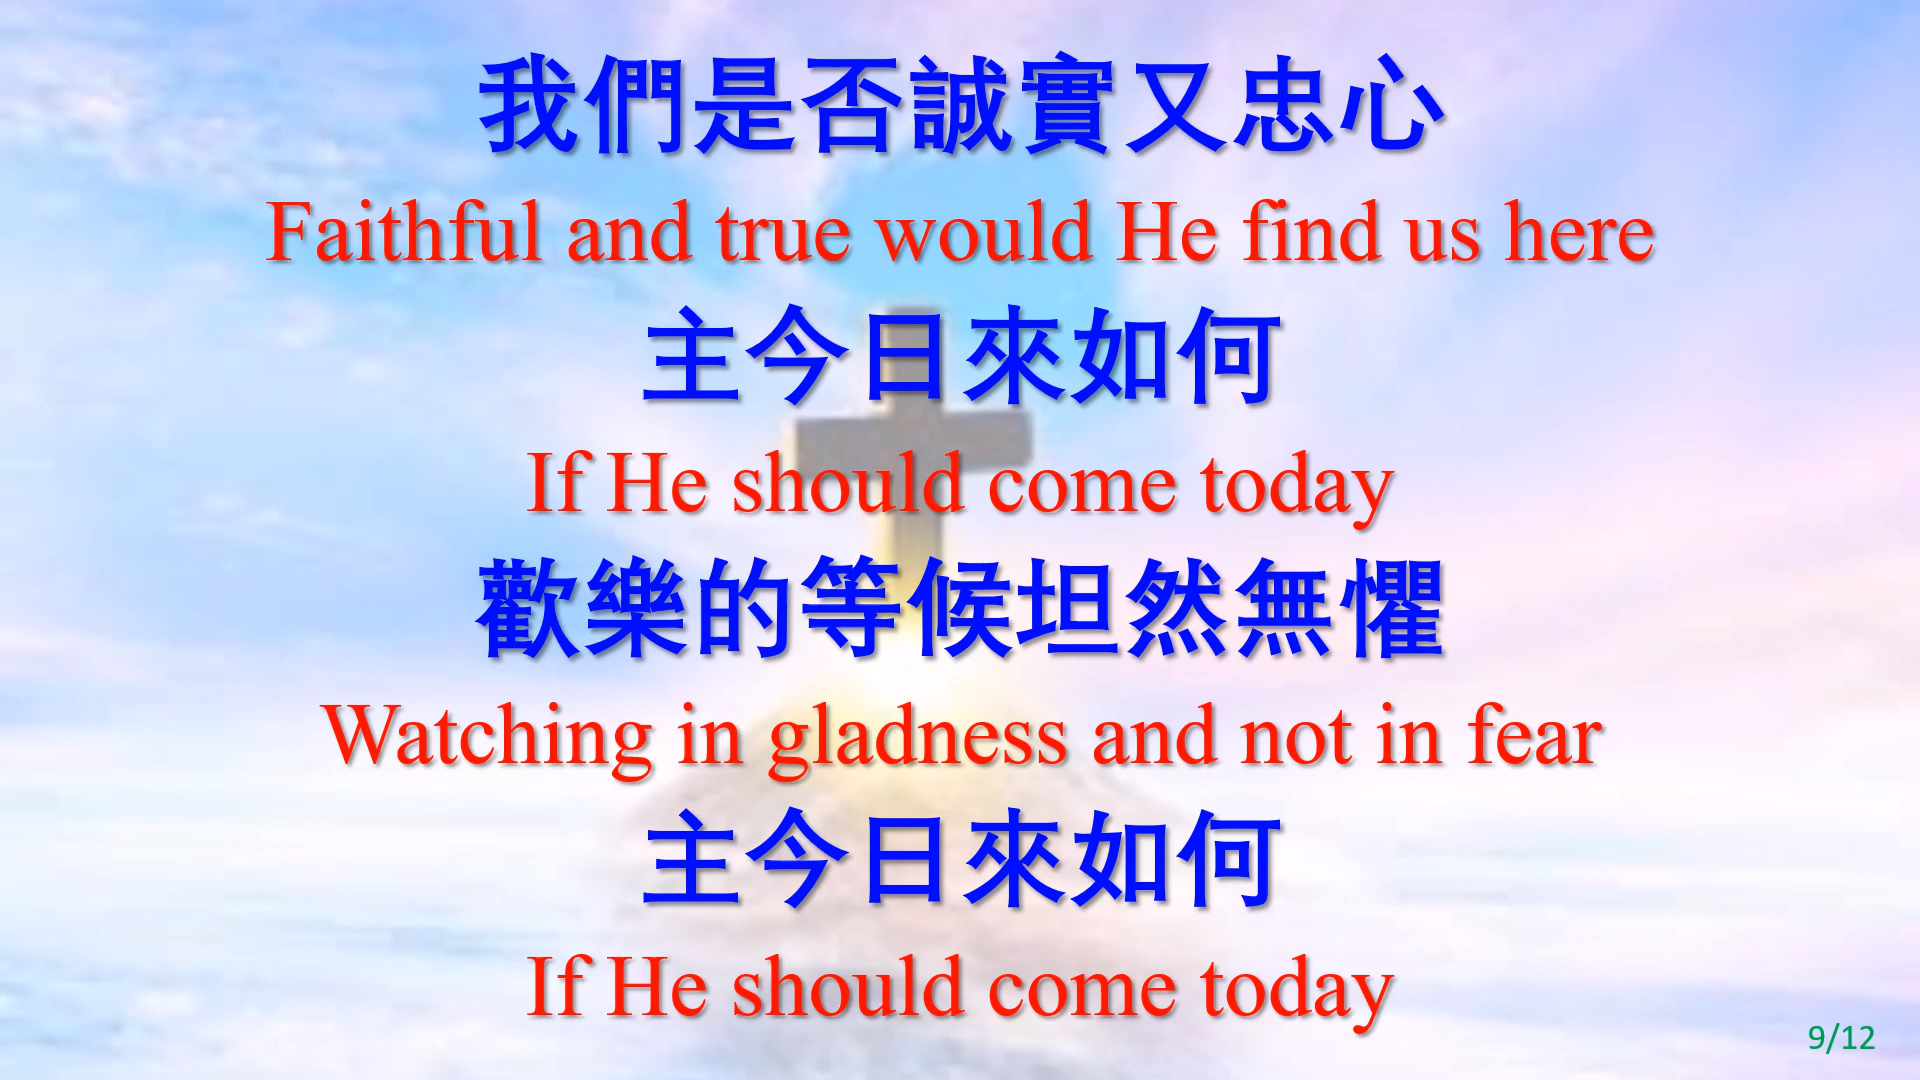 我們是否誠實又忠心
Faithful and true would He find us here
主今日來如何
If He should come today
歡樂的等候坦然無懼
Watching in gladness and not in fear
主今日來如何
If He should come today
9/12